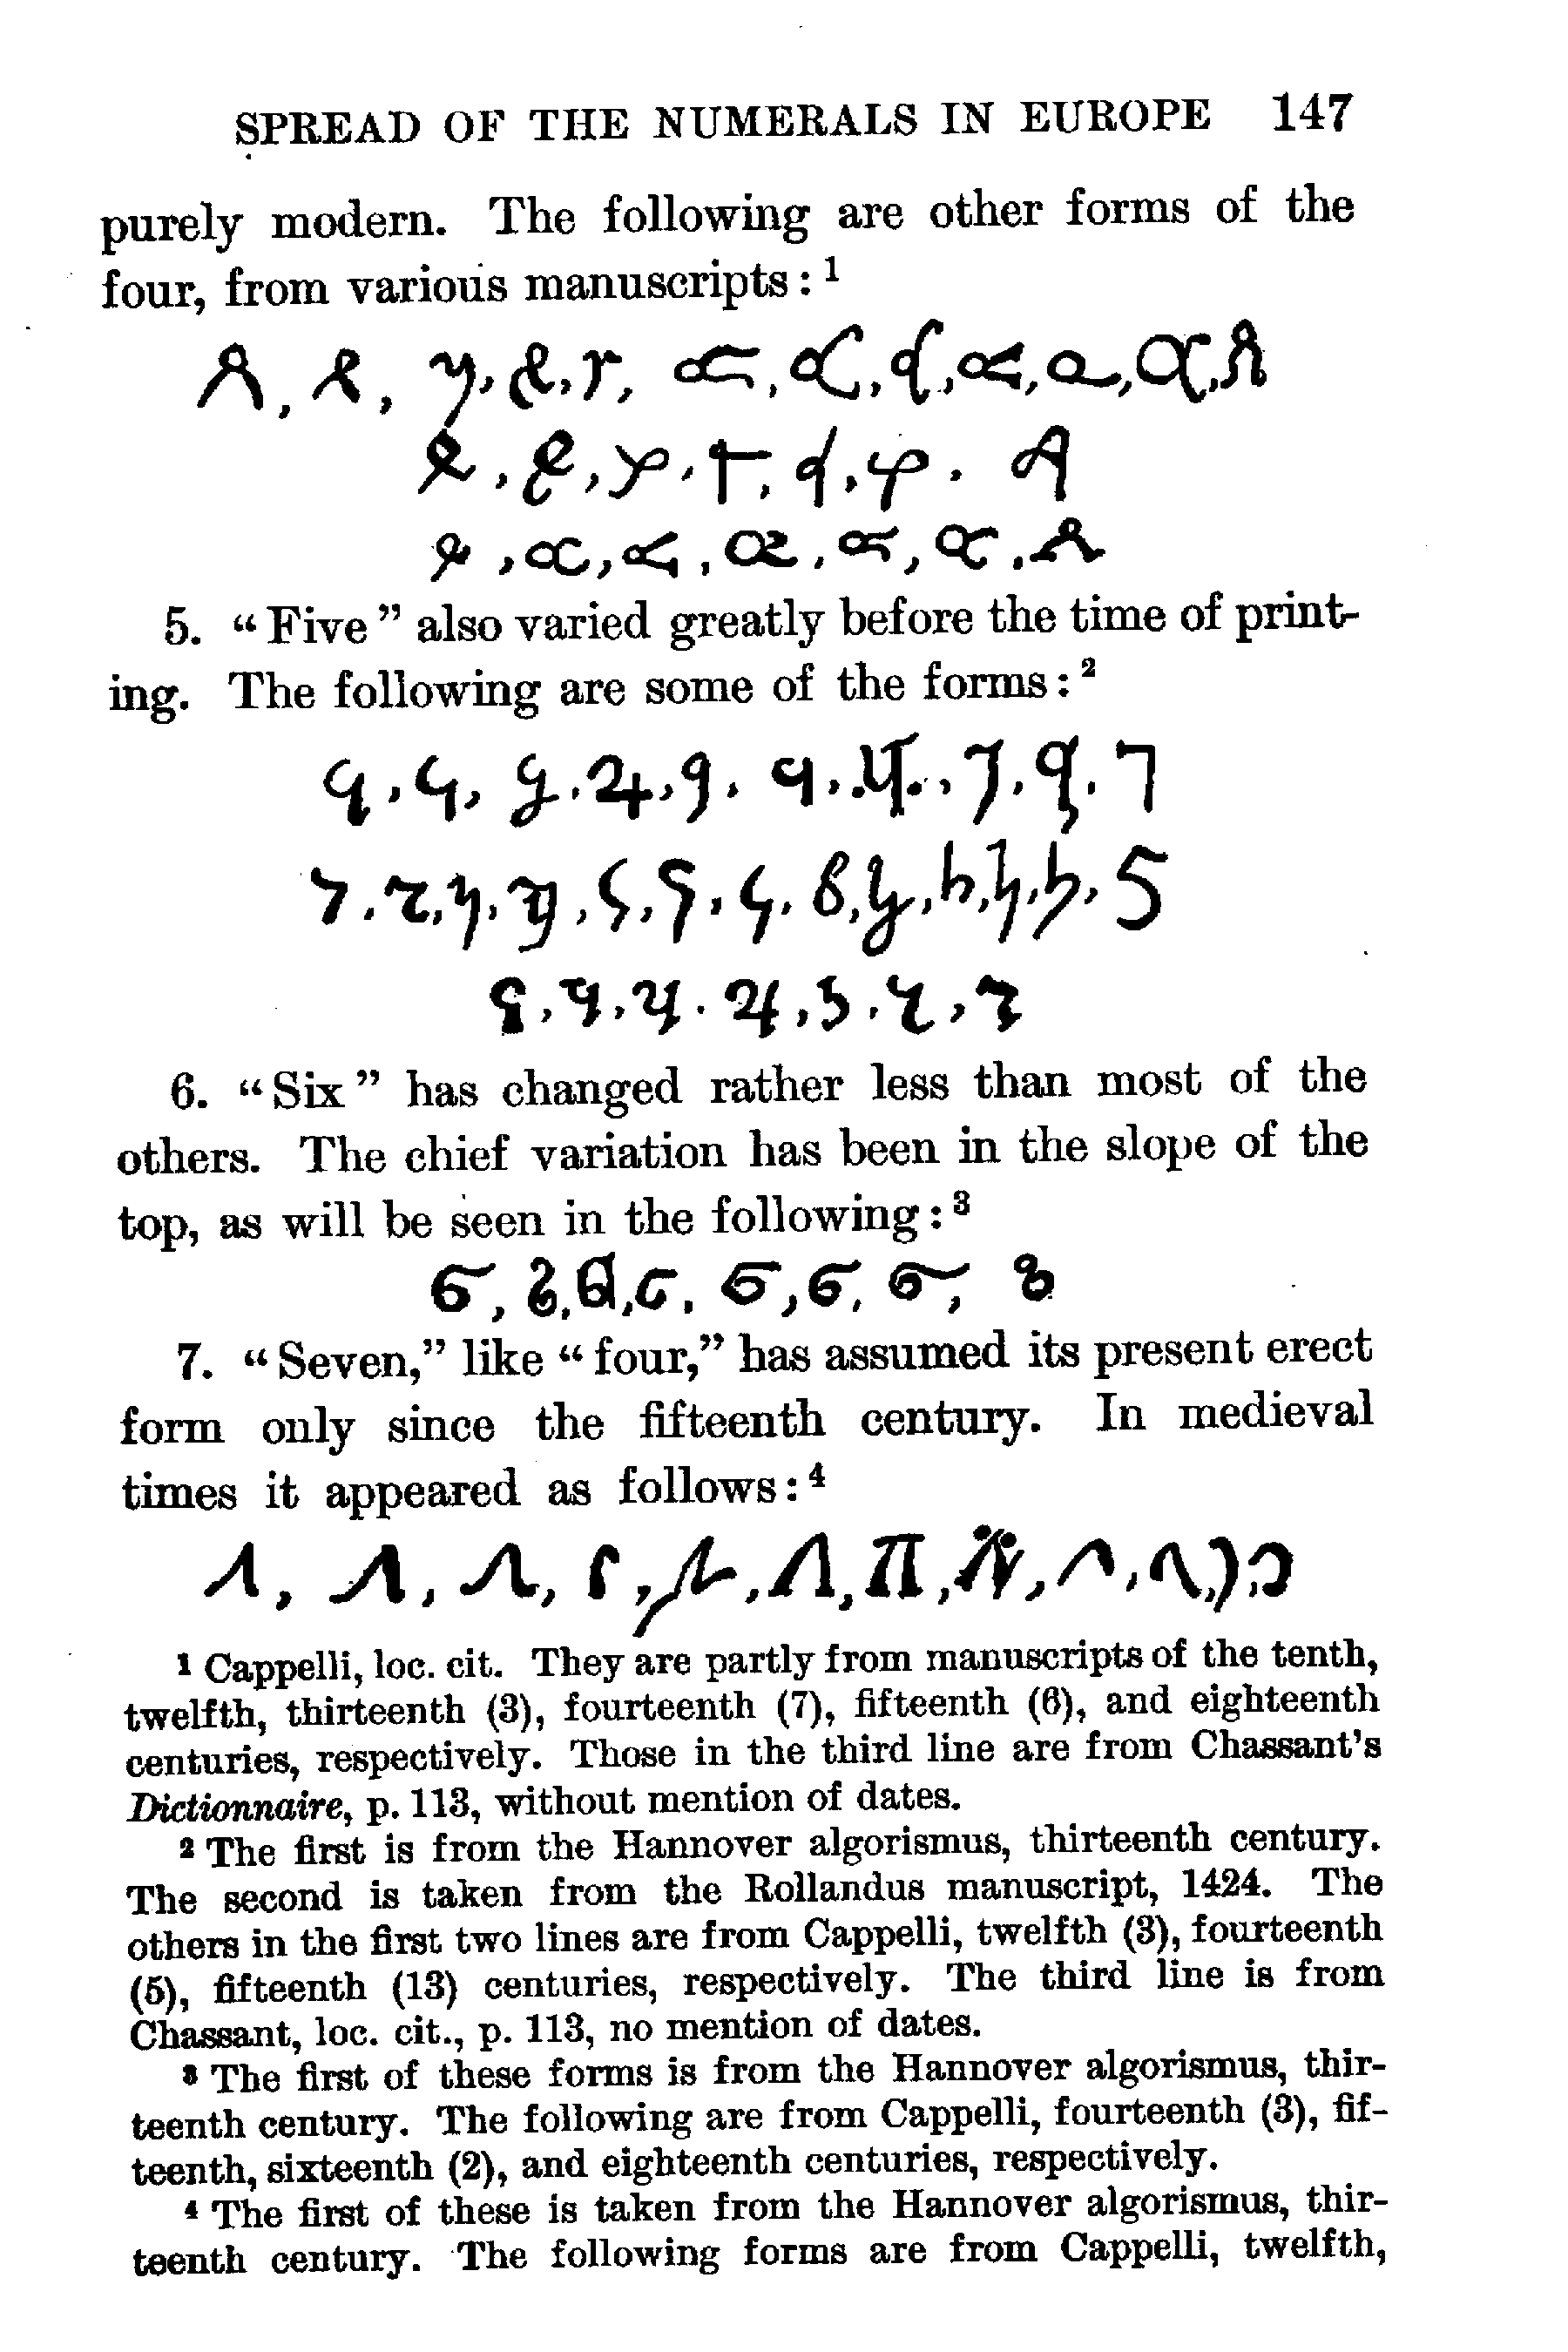 SPREAD OF THE NUMERALS IN EUROPE 147
purely modern. The following are other forms of the
four, from various manuscripts:¹
5. “Five” also varied greatly before the time of print-
ing. The following are some of the forms:²
6. “Six” has changed rather less than most of the
others. The chief variation has been in the slope of the
top, as will be seen in the following:³
7. “Seven,” like “four,” has assumed its present erect
form only since the fifteenth century. In medieval
times it appeared as follows:⁴
¹ Cappelli, loc. cit. They are partly from manuscripts of the tenth,
twelfth, thirteenth (3), fourteenth (7), fifteenth (6), and eighteenth
centuries, respectively. Those in the third line are from Chassant's
Dictionnaire, p. 113, without mention of dates.
² The first is from the Hannover algorismus, thirteenth century.
The second is taken from the Rollandus manuscript, 1424. The
others in the first two lines are from Cappelli, twelfth (3), fourteenth
(5), fifteenth (13) centuries, respectively. The third line is from
Chassant, loc. cit., p. 113, no mention of dates.
³ The first of these forms is from the Hannover algorismus, thir-
teenth century. The following are from Cappelli, fourteenth (3), fif-
teenth, sixteenth (2), and eighteenth centuries, respectively.
⁴ The first of these is taken from the Hannover algorismus, thir-
teenth century. The following forms are from Cappelli, twelfth,